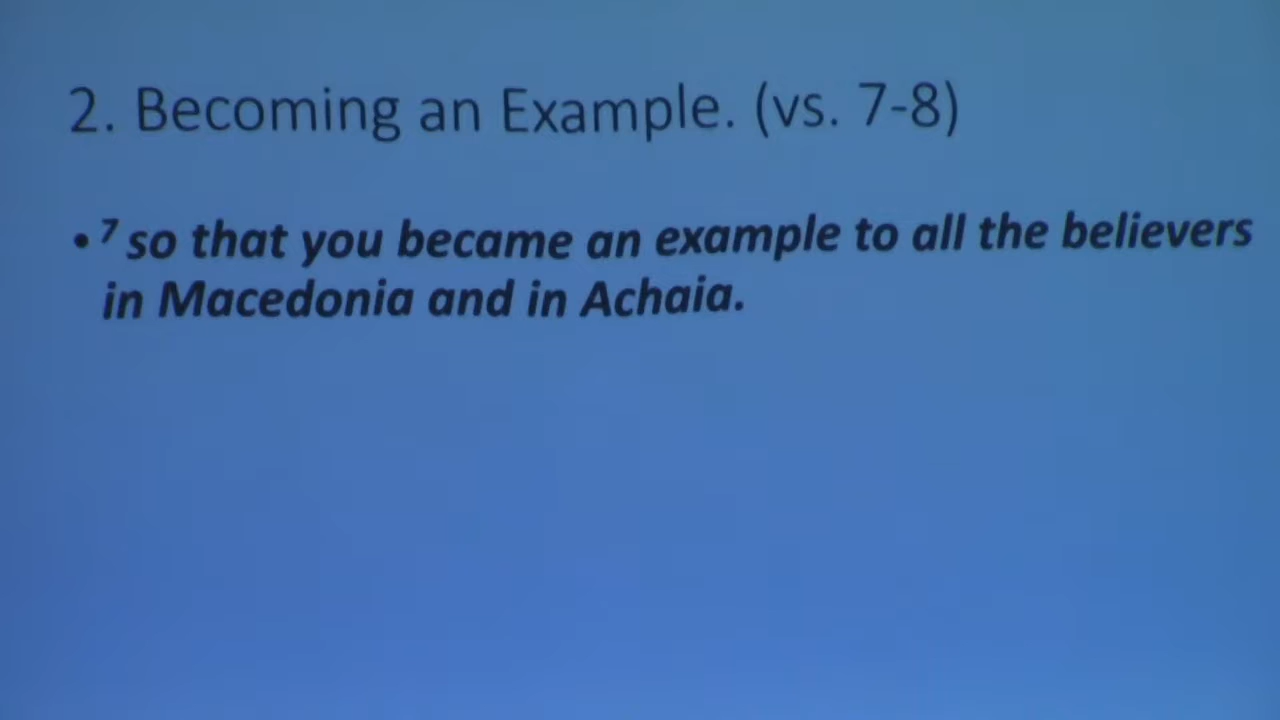 2. Becoming an Example. (vs. 7-8)
• ⁷ so that you became an example to all the believers
in Macedonia and in Achaia.